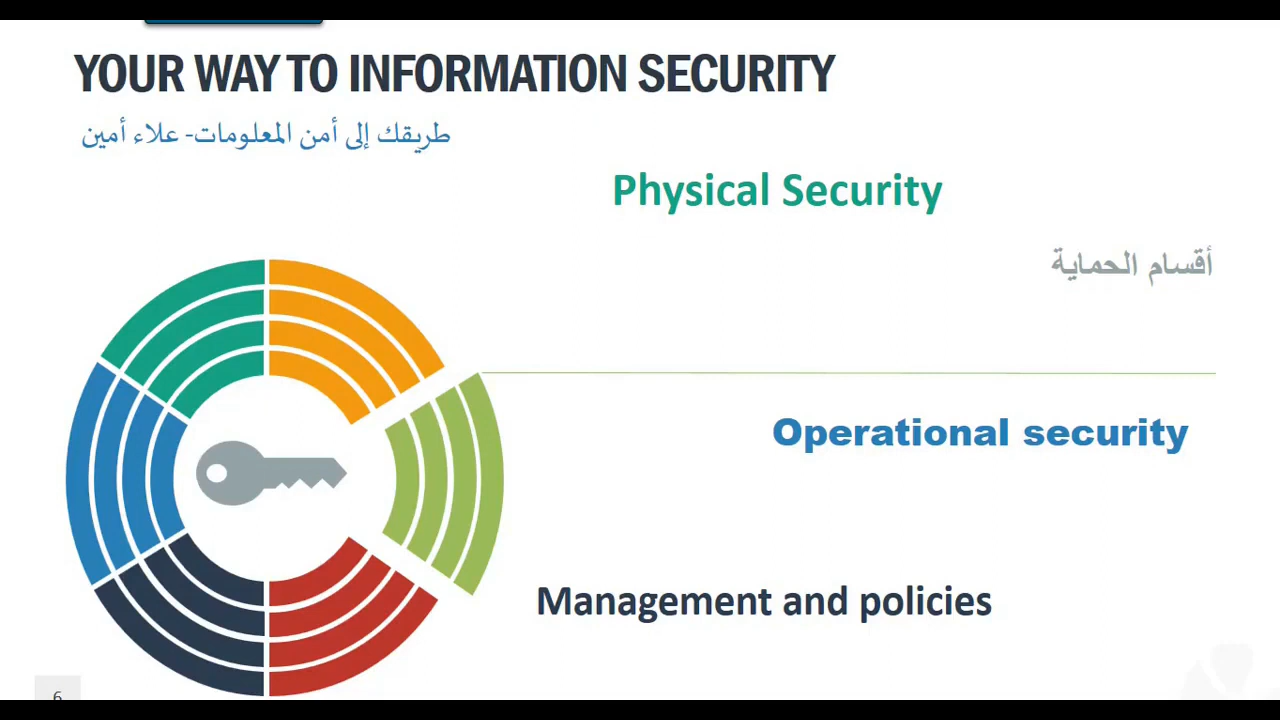 YOUR WAY TO INFORMATION SECURITY
طريقك إلى أمن المعلومات- علاء أمين
Physical Security
أقسام الحماية
Operational security
Management and policies
6